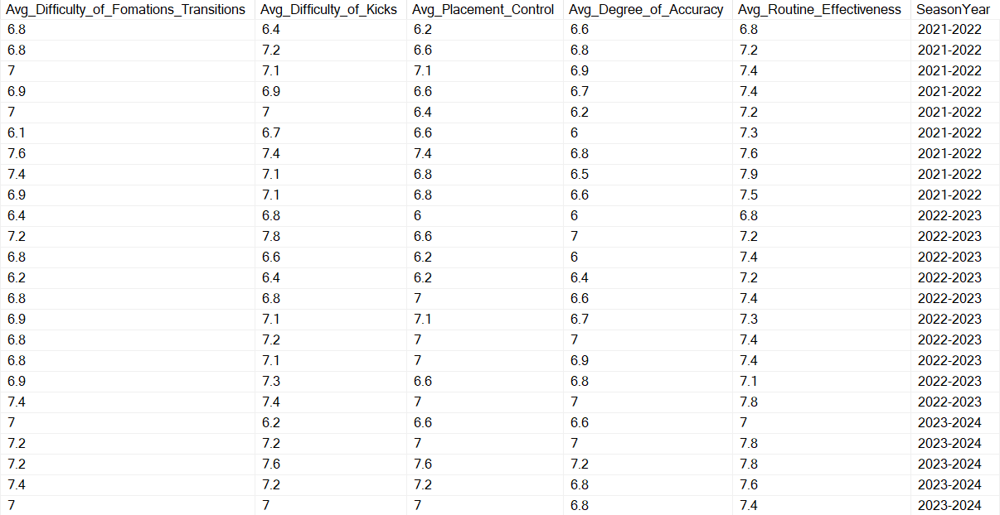 Avg_Difficulty_of_Fomations_Transitions Avg_Difficulty_of_Kicks Avg_Placement_Control Avg_Degree_of_Accuracy Avg_Routine_Effectiveness SeasonYear
6.8 6.4 6.2 6.6 6.8 2021-2022
6.8 7.2 6.6 6.8 7.2 2021-2022
7 7.1 7.1 6.9 7.4 2021-2022
6.9 6.9 6.6 6.7 7.4 2021-2022
7 7 6.4 6.2 7.2 2021-2022
6.1 6.7 6.6 6 7.3 2021-2022
7.6 7.4 7.4 6.8 7.6 2021-2022
7.4 7.1 6.8 6.5 7.9 2021-2022
6.9 7.1 6.8 6.6 7.5 2021-2022
6.4 6.8 6 6 6.8 2022-2023
7.2 7.8 6.6 7 7.2 2022-2023
6.8 6.6 6.2 6 7.4 2022-2023
6.2 6.4 6.2 6.4 7.2 2022-2023
6.8 6.8 7 6.6 7.4 2022-2023
6.9 7.1 7.1 6.7 7.3 2022-2023
6.8 7.2 7 7 7.4 2022-2023
6.8 7.1 7 6.9 7.4 2022-2023
6.9 7.3 6.6 6.8 7.1 2022-2023
7.4 7.4 7 7 7.8 2022-2023
7 6.2 6.6 6.6 7 2023-2024
7.2 7.2 7 7 7.8 2023-2024
7.2 7.6 7.6 7.2 7.8 2023-2024
7.4 7.2 7.2 6.8 7.6 2023-2024
7 7 7 6.8 7.4 2023-2024